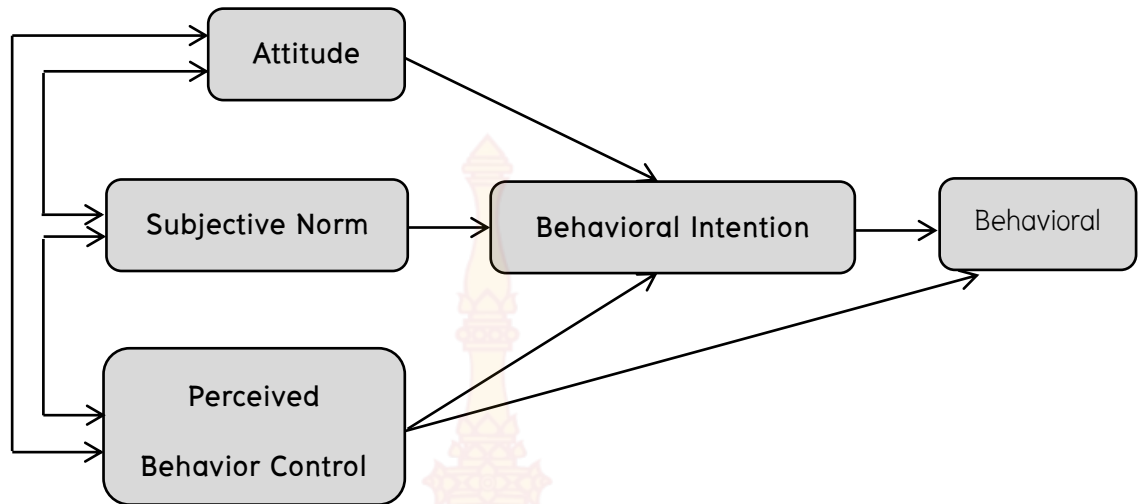 Attitude
Subjective Norm
Behavioral Intention
Behavioral
Perceived
Behavior Control